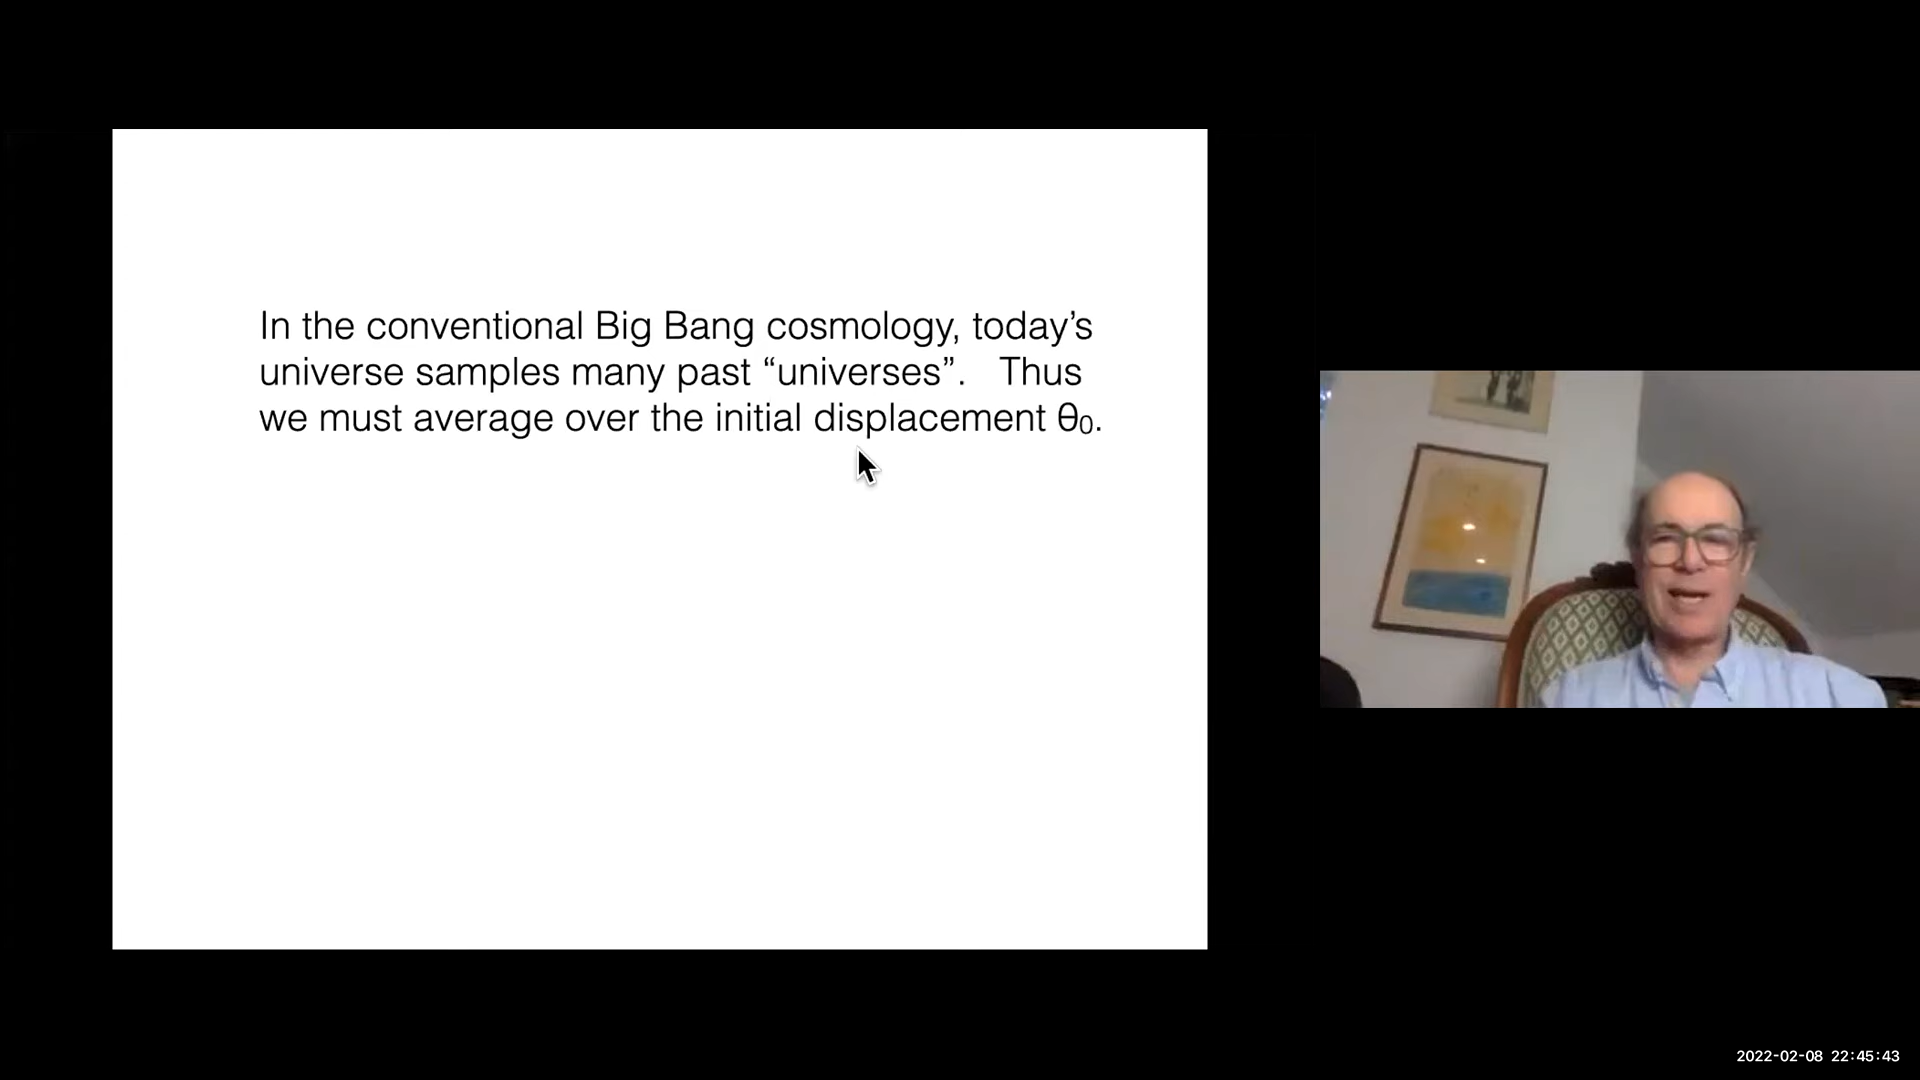 In the conventional Big Bang cosmology, today’s
universe samples many past “universes”.   Thus
we must average over the initial displacement θ₀.
2022-02-08 22:45:43